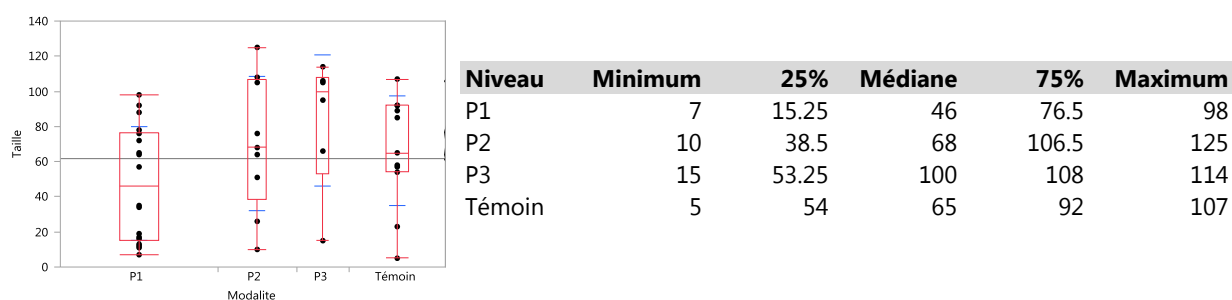 140
120
100
80
60
40
20
0
Taille
P1 P2 P3 Témoin
Modalite
Niveau Minimum 25% Médiane 75% Maximum
P1 7 15.25 46 76.5 98
P2 10 38.5 68 106.5 125
P3 15 53.25 100 108 114
Témoin 5 54 65 92 107